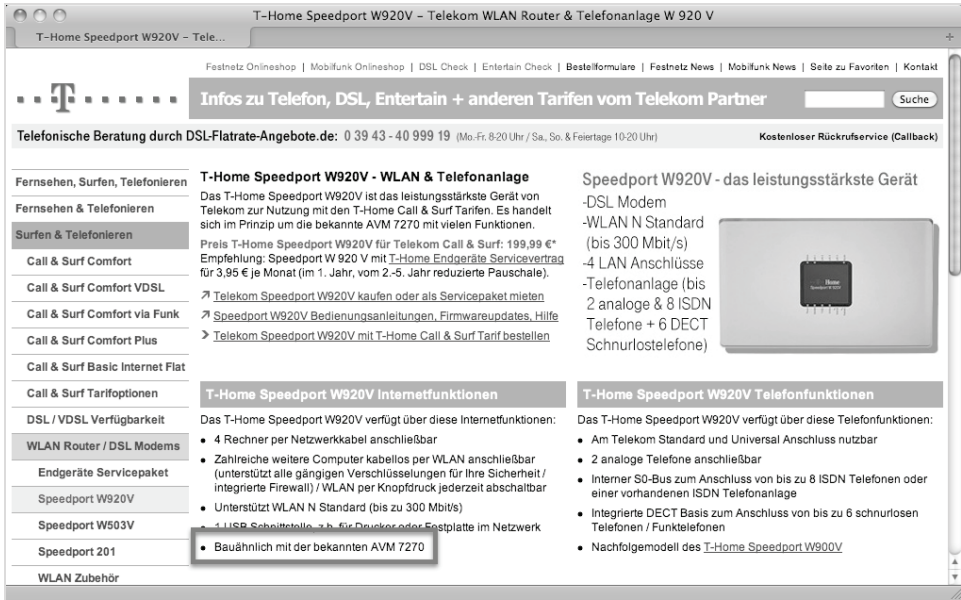 T-Home Speedport W920V – Telekom WLAN Router & Telefonanlage W 920 V
T-Home Speedport W920V – Tele...
Festnetz Onlineshop | Mobilfunk Onlineshop | DSL Check | Entertain Check | Bestellformulare | Festnetz News | Mobilfunk News | Seite zu Favoriten | Kontakt
Infos zu Telefon, DSL, Entertain + anderen Tarifen vom Telekom Partner
Suche
Telefonische Beratung durch DSL-Flatrate-Angebote.de: 0 39 43 - 40 999 19 (Mo.-Fr. 8-20 Uhr / Sa., So. & Feiertage 10-20 Uhr)
Kostenloser Rückrufservice (Callback)
Fernsehen, Surfen, Telefonieren
Fernsehen & Telefonieren
Surfen & Telefonieren
Call & Surf Comfort
Call & Surf Comfort VDSL
Call & Surf Comfort via Funk
Call & Surf Comfort Plus
Call & Surf Basic Internet Flat
Call & Surf Tarifoptionen
DSL / VDSL Verfügbarkeit
WLAN Router / DSL Modems
Endgeräte Servicepaket
Speedport W920V
Speedport W503V
Speedport 201
WLAN Zubehör
T-Home Speedport W920V - WLAN & Telefonanlage
Das T-Home Speedport W920V ist das leistungsstärkste Gerät von
Telekom zur Nutzung mit den T-Home Call & Surf Tarifen. Es handelt
sich im Prinzip um die bekannte AVM 7270 mit vielen Funktionen.
Preis T-Home Speedport W920V für Telekom Call & Surf: 199,99 €*
Empfehlung: Speedport W 920 V mit T-Home Endgeräte Servicevertrag
für 3,95 € je Monat (im 1. Jahr, vom 2.-5. Jahr reduzierte Pauschale).
Telekom Speedport W920V kaufen oder als Servicepaket mieten
Speedport W920V Bedienungsanleitungen, Firmwareupdates, Hilfe
Telekom Speedport W920V mit T-Home Call & Surf Tarif bestellen
Speedport W920V - das leistungsstärkste Gerät
-DSL Modem
-WLAN N Standard
(bis 300 Mbit/s)
-4 LAN Anschlüsse
-Telefonanlage (bis
2 analoge & 8 ISDN
Telefone + 6 DECT
Schnurlostelefone)
T-Home Speedport W920V Internetfunktionen
Das T-Home Speedport W920V verfügt über diese Internetfunktionen:
• 4 Rechner per Netzwerkkabel anschließbar
• Zahlreiche weitere Computer kabellos per WLAN anschließbar
(unterstützt alle gängigen Verschlüsselungen für Ihre Sicherheit /
integrierte Firewall) / WLAN per Knopfdruck jederzeit abschaltbar
• Unterstützt WLAN N Standard (bis zu 300 Mbit/s)
• 1 USB Schnittstelle, z.b. für Drucker oder Festplatte im Netzwerk
• Bauähnlich mit der bekannten AVM 7270
T-Home Speedport W920V Telefonfunktionen
Das T-Home Speedport W920V verfügt über diese Telefonfunktionen:
• Am Telekom Standard und Universal Anschluss nutzbar
• 2 analoge Telefone anschließbar
• Interner S0-Bus zum Anschluss von bis zu 8 ISDN Telefonen oder
einer vorhandenen ISDN Telefonanlage
• Integrierte DECT Basis zum Anschluss von bis zu 6 schnurlosen
Telefonen / Funktelefonen
• Nachfolgemodell des T-Home Speedport W900V